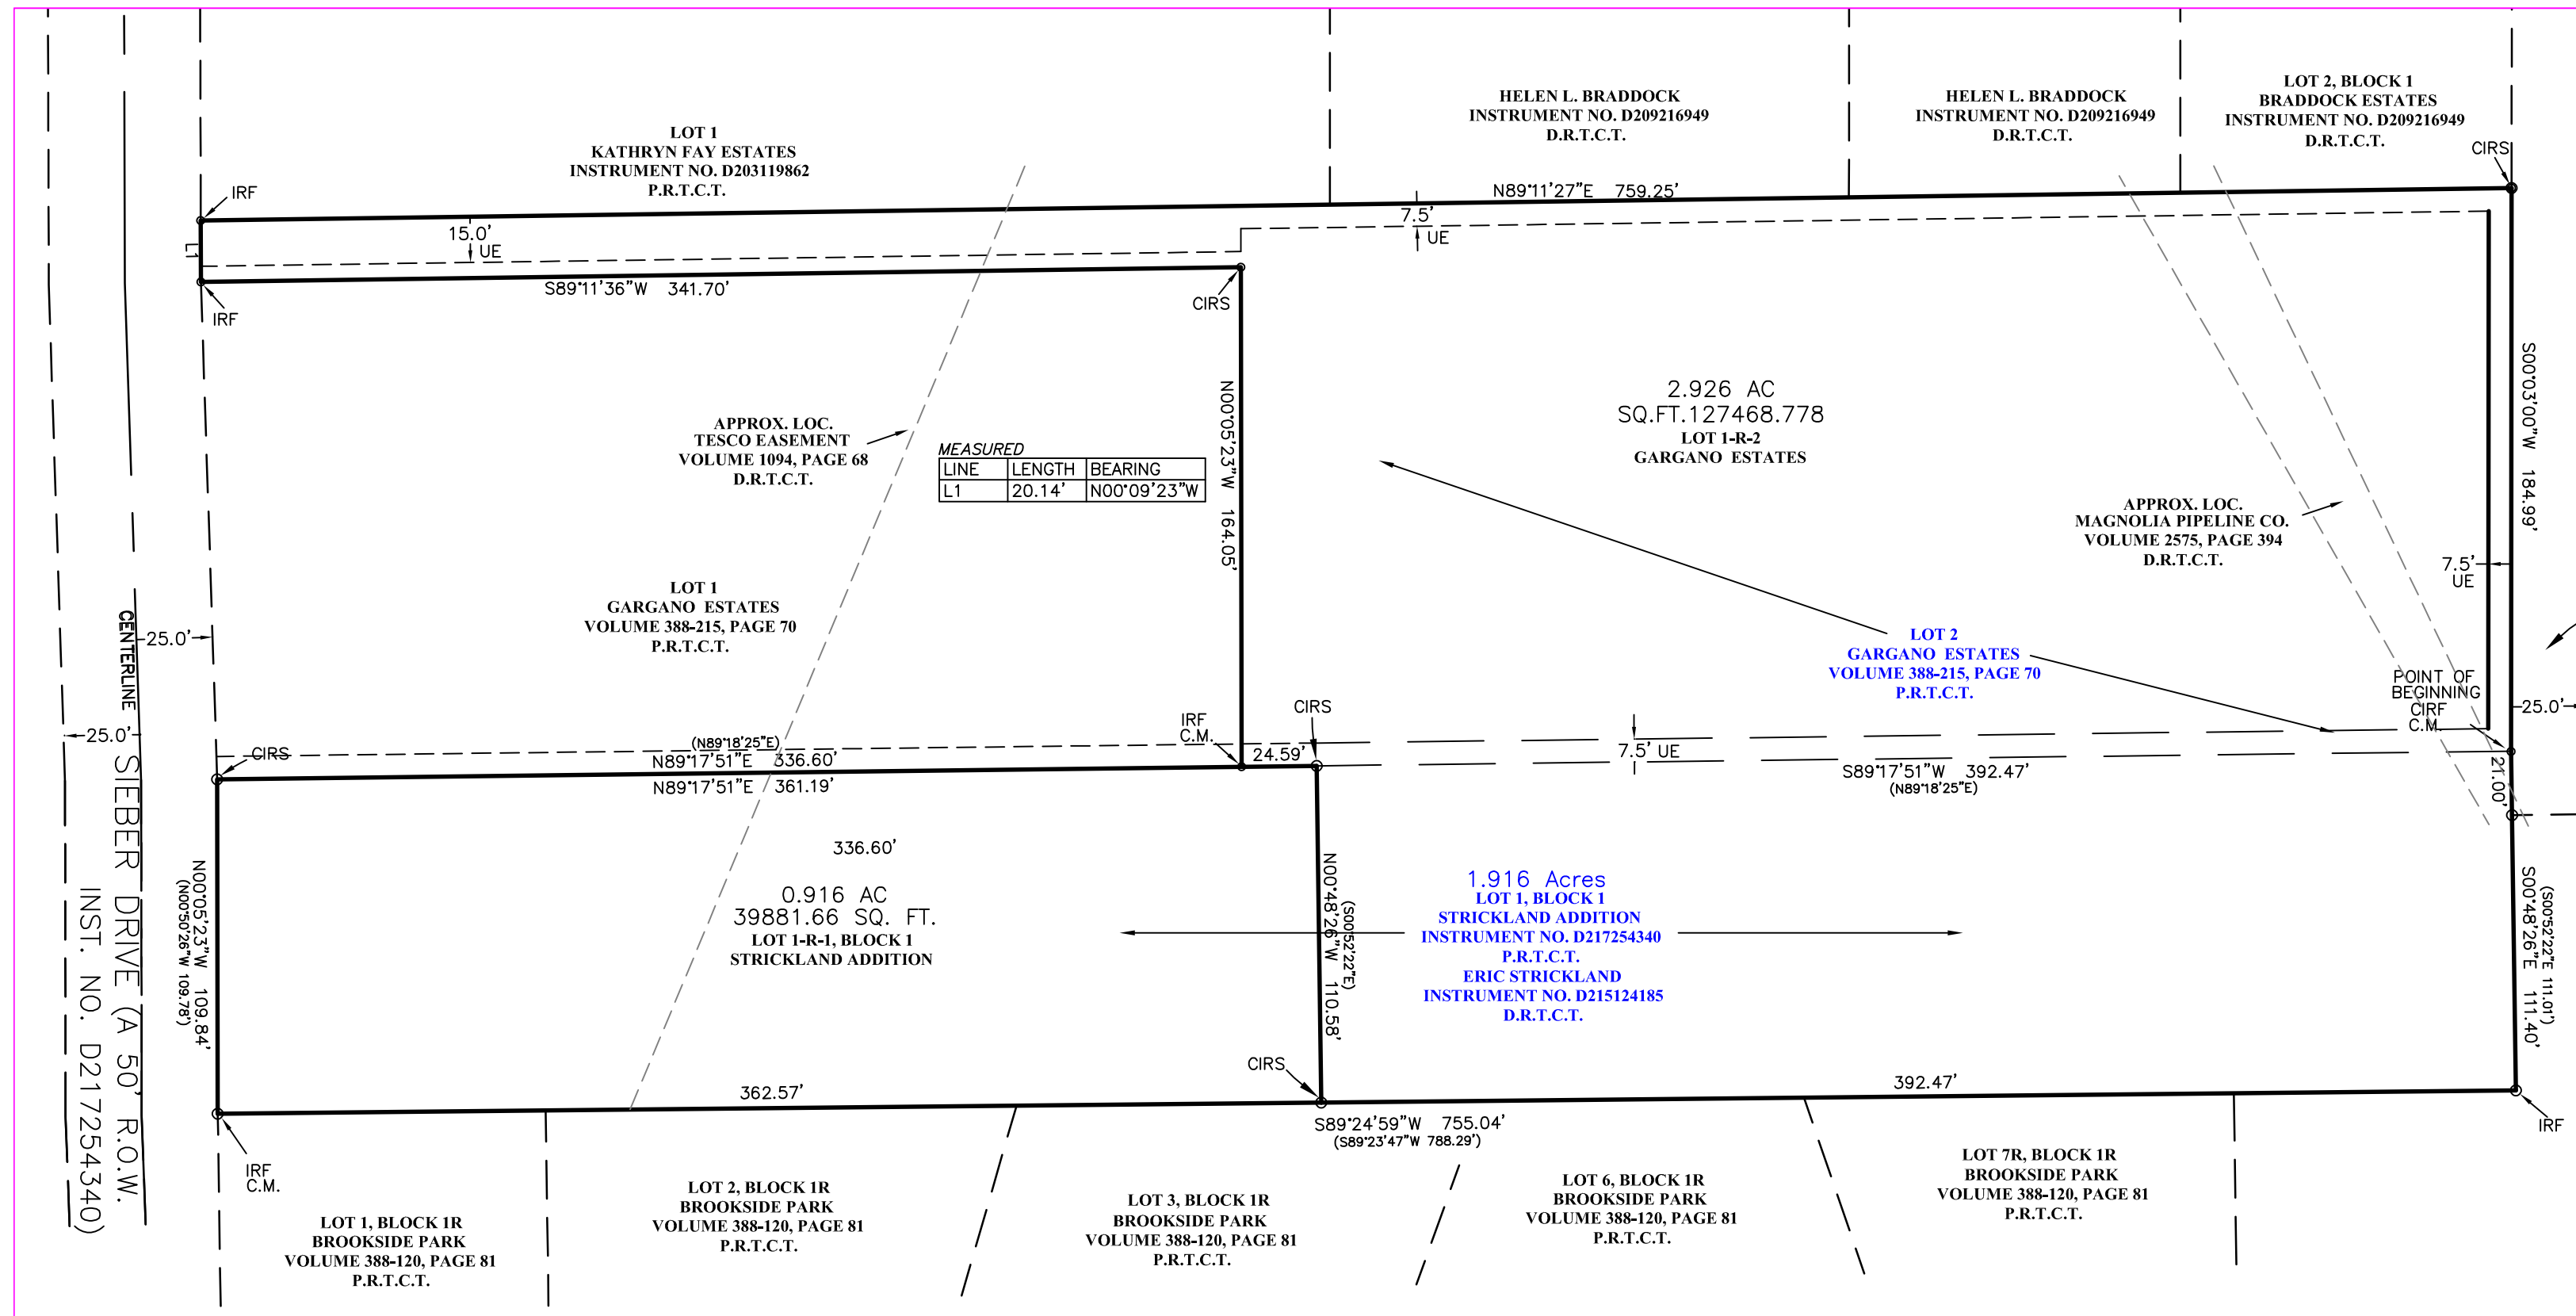 LOT 1
KATHRYN FAY ESTATES
INSTRUMENT NO. D203119862
P.R.T.C.T.
HELEN L. BRADDOCK
INSTRUMENT NO. D209216949
D.R.T.C.T.
HELEN L. BRADDOCK
INSTRUMENT NO. D209216949
D.R.T.C.T.
LOT 2, BLOCK 1
BRADDOCK ESTATES
INSTRUMENT NO. D209216949
D.R.T.C.T.
CIRS
IRF
N89°11'27"E 759.25'
L1
15.0'
UE
7.5'
UE
S89°11'36"W 341.70'
IRF
CIRS
N00°05'23"W 164.05'
2.926 AC
SQ.FT.127468.778
LOT 1-R-2
GARGANO ESTATES
S00°03'00"W 184.99'
APPROX. LOC.
TESCO EASEMENT
VOLUME 1094, PAGE 68
D.R.T.C.T.
MEASURED
LINE LENGTH BEARING
L1 20.14' N00°09'23"W
APPROX. LOC.
MAGNOLIA PIPELINE CO.
VOLUME 2575, PAGE 394
D.R.T.C.T.
7.5'
UE
LOT 1
GARGANO ESTATES
VOLUME 388-215, PAGE 70
P.R.T.C.T.
LOT 2
GARGANO ESTATES
VOLUME 388-215, PAGE 70
P.R.T.C.T.
25.0'
CENTERLINE
25.0'
POINT OF
BEGINNING
CIRF
C.M.
25.0'
CIRS
(N89°18'25"E)
N89°17'51"E 336.60'
N89°17'51"E 361.19'
IRF
C.M.
CIRS
24.59'
7.5' UE
S89°17'51"W 392.47'
(N89°18'25"E)
21.00'
336.60'
0.916 AC
39881.66 SQ. FT.
LOT 1-R-1, BLOCK 1
STRICKLAND ADDITION
N00°05'23"W 109.84'
(N00°50'26"W 109.78')
N00°48'26"W 110.58'
(S00°52'22"E)
1.916 Acres
LOT 1, BLOCK 1
STRICKLAND ADDITION
INSTRUMENT NO. D217254340
P.R.T.C.T.
ERIC STRICKLAND
INSTRUMENT NO. D215124185
D.R.T.C.T.
(S00°52'22"E 111.01')
S00°48'26"E 111.40'
SIEBER DRIVE (A 50' R.O.W.
INST. NO. D217254340)
CIRS
362.57'
392.47'
S89°24'59"W 755.04'
(S89°23'47"W 788.29')
IRF
IRF
C.M.
LOT 1, BLOCK 1R
BROOKSIDE PARK
VOLUME 388-120, PAGE 81
P.R.T.C.T.
LOT 2, BLOCK 1R
BROOKSIDE PARK
VOLUME 388-120, PAGE 81
P.R.T.C.T.
LOT 3, BLOCK 1R
BROOKSIDE PARK
VOLUME 388-120, PAGE 81
P.R.T.C.T.
LOT 6, BLOCK 1R
BROOKSIDE PARK
VOLUME 388-120, PAGE 81
P.R.T.C.T.
LOT 7R, BLOCK 1R
BROOKSIDE PARK
VOLUME 388-120, PAGE 81
P.R.T.C.T.